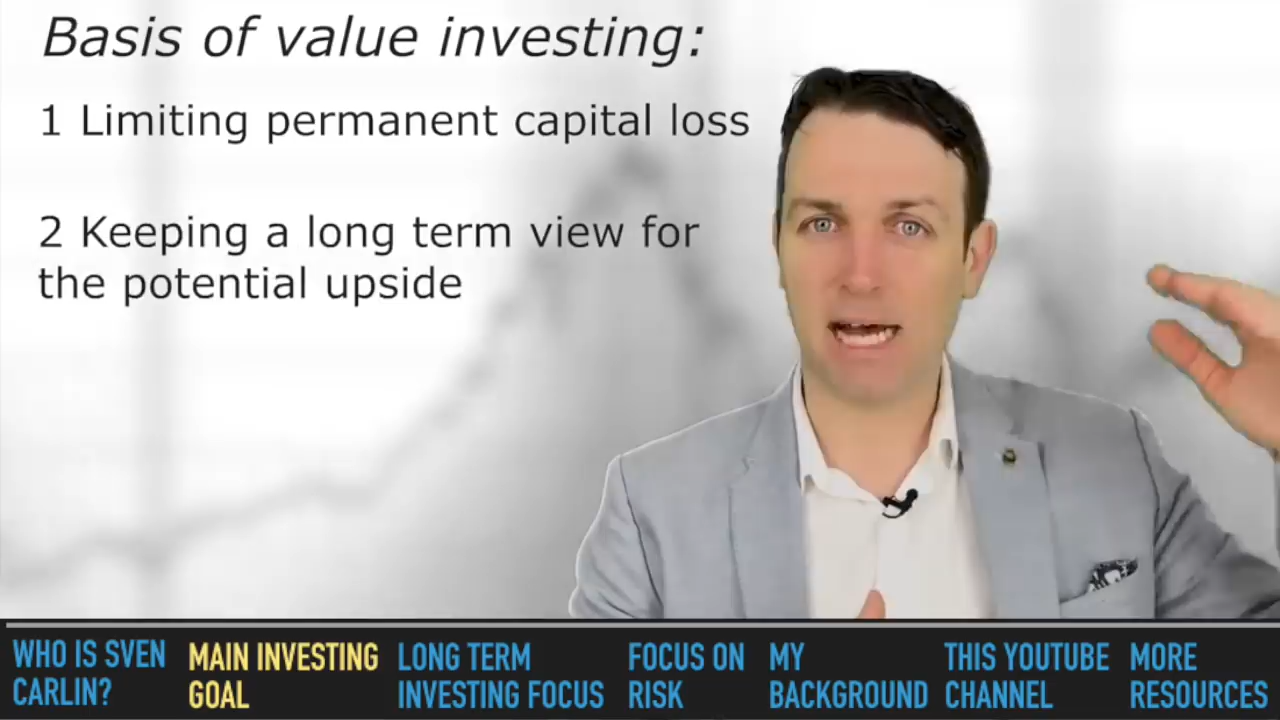 Basis of value investing:
1 Limiting permanent capital loss
2 Keeping a long term view for
the potential upside
WHO IS SVEN
CARLIN?
MAIN INVESTING
GOAL
LONG TERM
INVESTING FOCUS
FOCUS ON
RISK
MY
BACKGROUND
THIS YOUTUBE
CHANNEL
MORE
RESOURCES